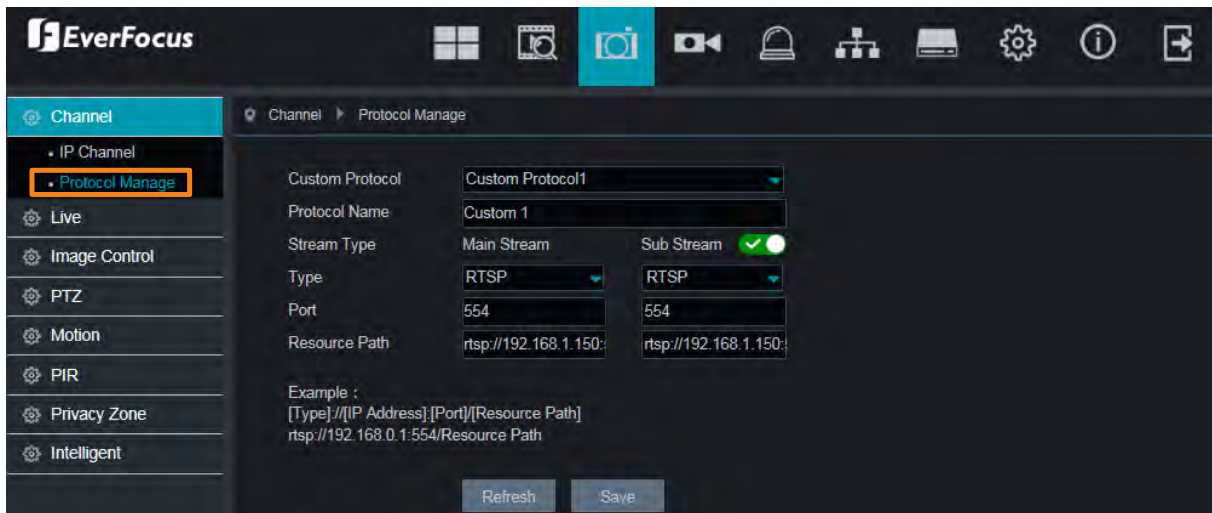 EverFocus
Channel
Channel Protocol Manage
• IP Channel
• Protocol Manage
Live
Image Control
PTZ
Motion
PIR
Privacy Zone
Intelligent
Custom Protocol Custom Protocol1
Protocol Name Custom 1
Stream Type Main Stream Sub Stream
Type RTSP RTSP
Port 554 554
Resource Path rtsp://192.168.1.150: rtsp://192.168.1.150:
Example :
[Type]://[IP Address]:[Port]/[Resource Path]
rtsp://192.168.0.1:554/Resource Path
Refresh Save